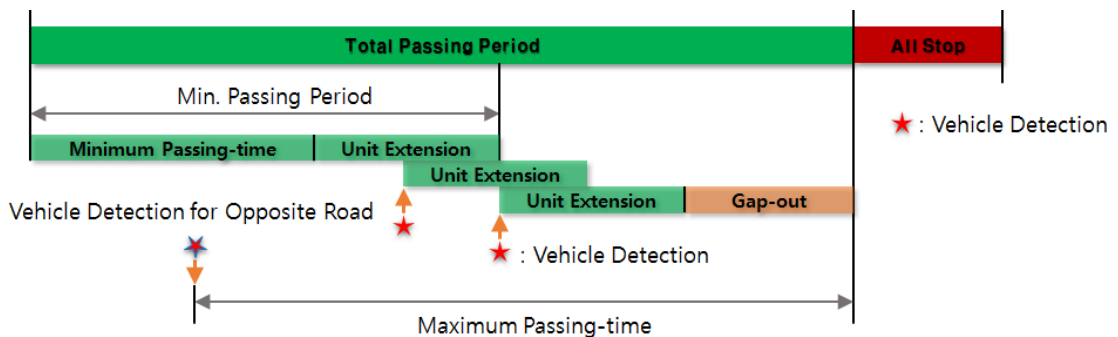 Total Passing Period
All Stop
Min. Passing Period
: Vehicle Detection
Minimum Passing-time
Unit Extension
Unit Extension
Unit Extension
Gap-out
Vehicle Detection for Opposite Road
: Vehicle Detection
Maximum Passing-time